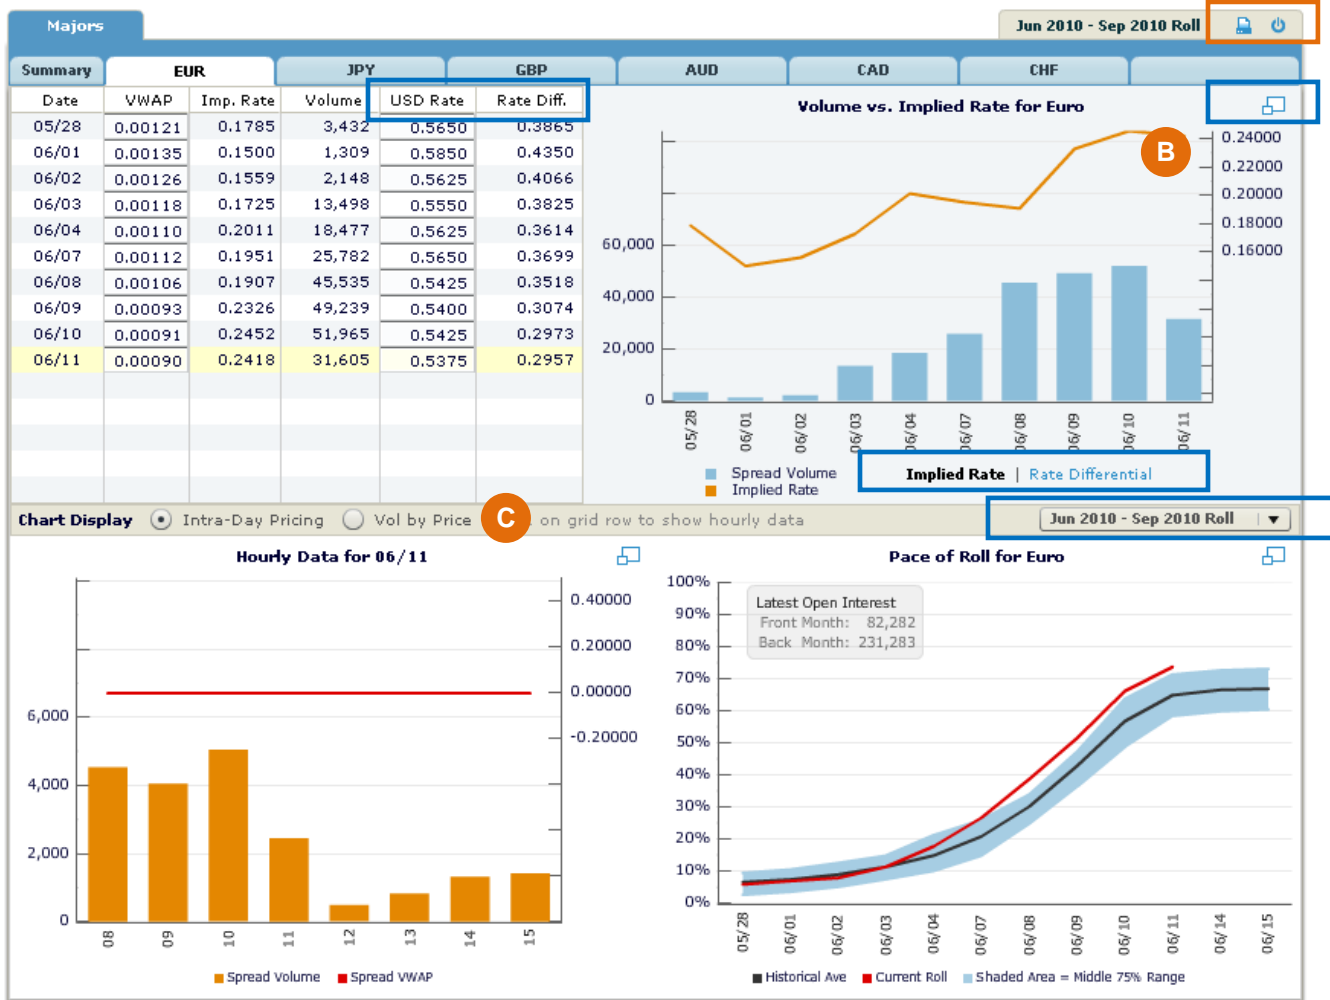 Majors
Jun 2010 - Sep 2010 Roll
Summary EUR JPY GBP AUD CAD CHF
Date VWAP Imp. Rate Volume USD Rate Rate Diff.
05/28 0.00121 0.1785 3,432 0.5650 0.3865
06/01 0.00135 0.1500 1,309 0.5850 0.4350
06/02 0.00126 0.1559 2,148 0.5625 0.4066
06/03 0.00118 0.1725 13,498 0.5550 0.3825
06/04 0.00110 0.2011 18,477 0.5625 0.3614
06/07 0.00112 0.1951 25,782 0.5650 0.3699
06/08 0.00106 0.1907 45,535 0.5425 0.3518
06/09 0.00093 0.2326 49,239 0.5400 0.3074
06/10 0.00091 0.2452 51,965 0.5425 0.2973
06/11 0.00090 0.2418 31,605 0.5375 0.2957
Volume vs. Implied Rate for Euro
B
0.24000
0.22000
0.20000
0.18000
0.16000
60,000
40,000
20,000
0
05/28 06/01 06/02 06/03 06/04 06/07 06/08 06/09 06/10 06/11
Spread Volume
Implied Rate
Implied Rate | Rate Differential
Chart Display Intra-Day Pricing Vol by Price C on grid row to show hourly data
Jun 2010 - Sep 2010 Roll
Hourly Data for 06/11
0.40000
0.20000
0.00000
-0.20000
6,000
4,000
2,000
0
08 09 10 11 12 13 14 15
Spread Volume Spread VWAP
Pace of Roll for Euro
100%
90%
80%
70%
60%
50%
40%
30%
20%
10%
0%
Latest Open Interest
Front Month: 82,282
Back Month: 231,283
05/28 06/01 06/02 06/03 06/04 06/07 06/08 06/09 06/10 06/11 06/14 06/15
Historical Ave Current Roll Shaded Area = Middle 75% Range